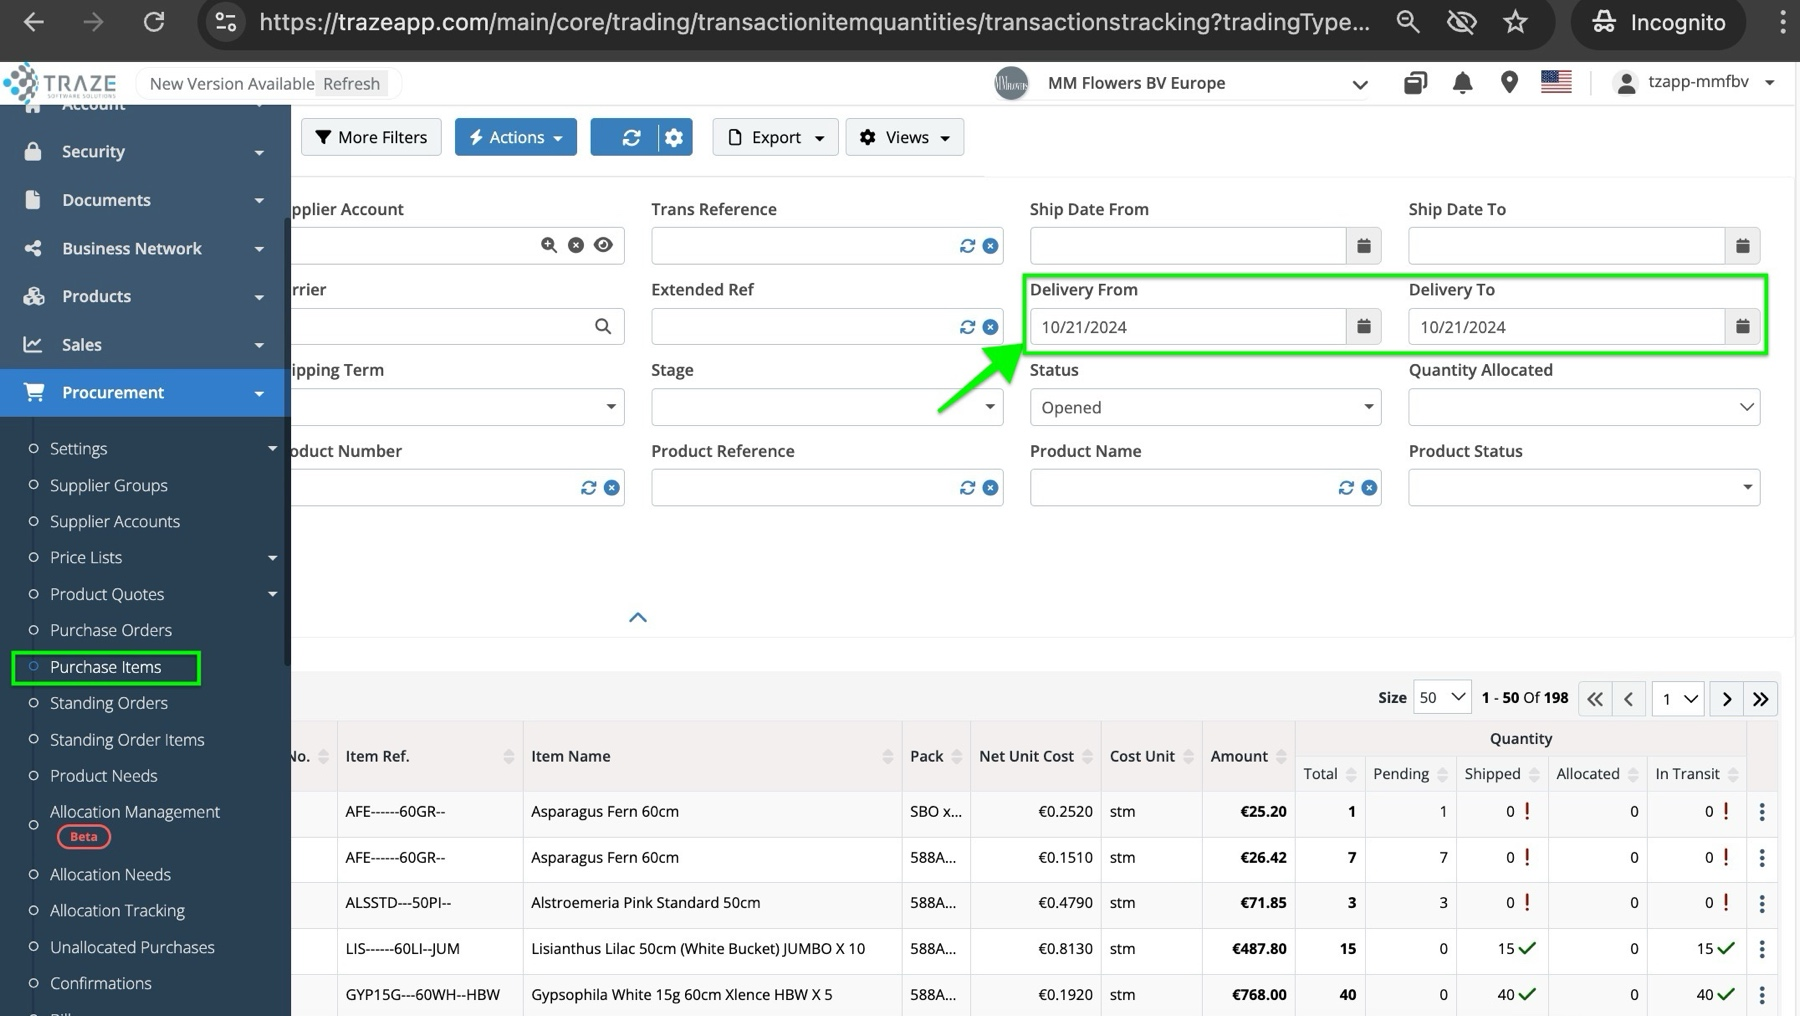 https://trazeapp.com/main/core/trading/transactionitemquantities/transactionstracking?tradingType... Incognito
TRAZE
SOFTWARE SOLUTIONS
New Version Available Refresh
MM Flowers BV Europe
tzapp-mmfbv
Account
Security
Documents
Business Network
Products
Sales
Procurement
Settings
Supplier Groups
Supplier Accounts
Price Lists
Product Quotes
Purchase Orders
Purchase Items
Standing Orders
Standing Order Items
Product Needs
Allocation Management
Beta
Allocation Needs
Allocation Tracking
Unallocated Purchases
Confirmations
More Filters Actions Export Views
pplier Account Trans Reference Ship Date From Ship Date To
rrier Extended Ref Delivery From Delivery To
10/21/2024 10/21/2024
ipping Term Stage Status Quantity Allocated
Opened
oduct Number Product Reference Product Name Product Status
Size 50 1 - 50 Of 198 1
No. Item Ref. Item Name Pack Net Unit Cost Cost Unit Amount Quantity
Total Pending Shipped Allocated In Transit
AFE------60GR-- Asparagus Fern 60cm SBO x... €0.2520 stm €25.20 1 1 0 ! 0 0 !
AFE------60GR-- Asparagus Fern 60cm 588A... €0.1510 stm €26.42 7 7 0 ! 0 0 !
ALSSTD---50PI-- Alstroemeria Pink Standard 50cm 588A... €0.4790 stm €71.85 3 3 0 ! 0 0 !
LIS------60LI--JUM Lisianthus Lilac 50cm (White Bucket) JUMBO X 10 588A... €0.8130 stm €487.80 15 0 15 0 15
GYP15G---60WH--HBW Gypsophila White 15g 60cm Xlence HBW X 5 588A... €0.1920 stm €768.00 40 0 40 0 40